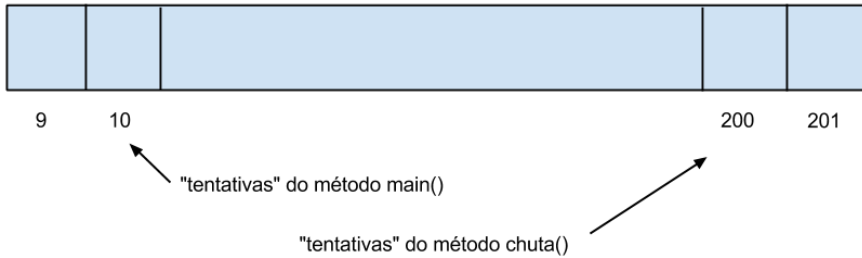 9 10 200 201
"tentativas" do método main()
"tentativas" do método chuta()